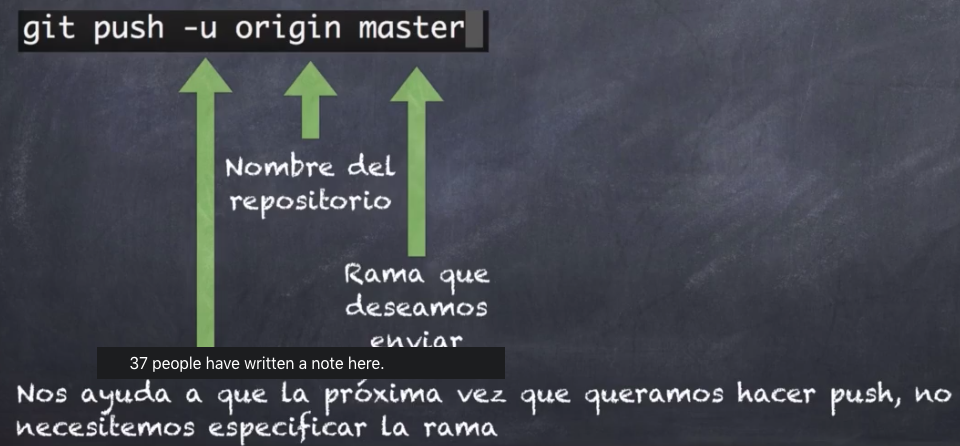 git push -u origin master
Nombre del
repositorio
Rama que
deseamos
enviar
37 people have written a note here.
Nos ayuda a que la próxima vez que queramos hacer push, no
necesitemos especificar la rama